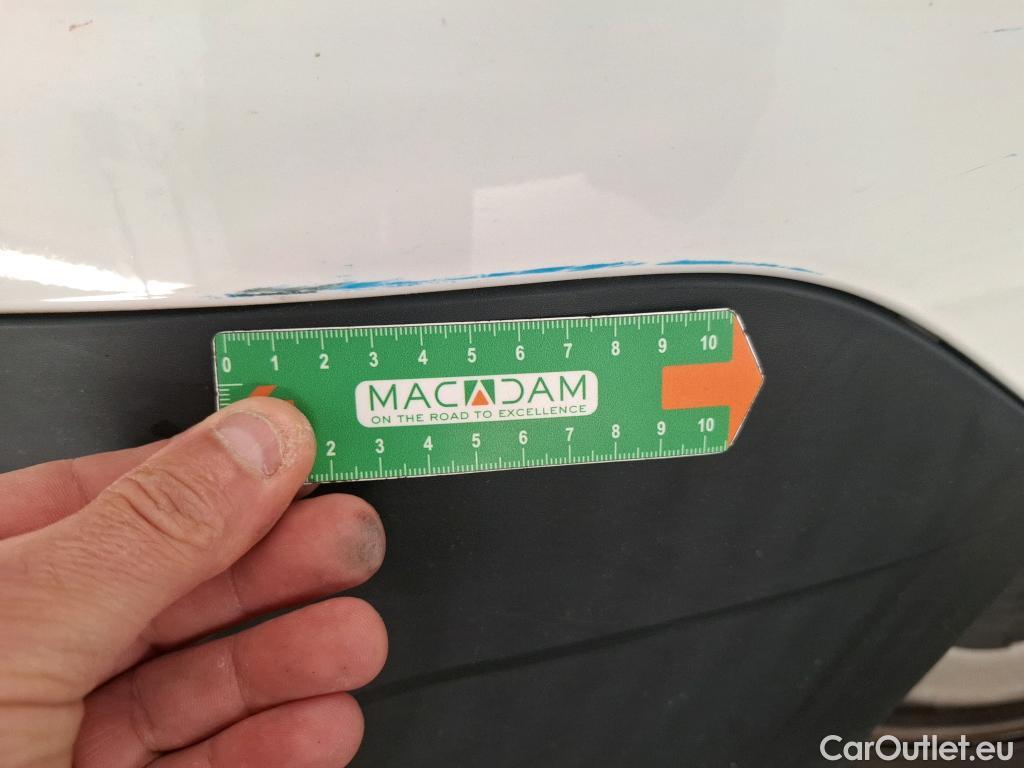 0 1 2 3 4 5 6 7 8 9 10
MACADAM
ON THE ROAD TO EXCELLENCE
2 3 4 5 6 7 8 9 10
CarOutlet.eu